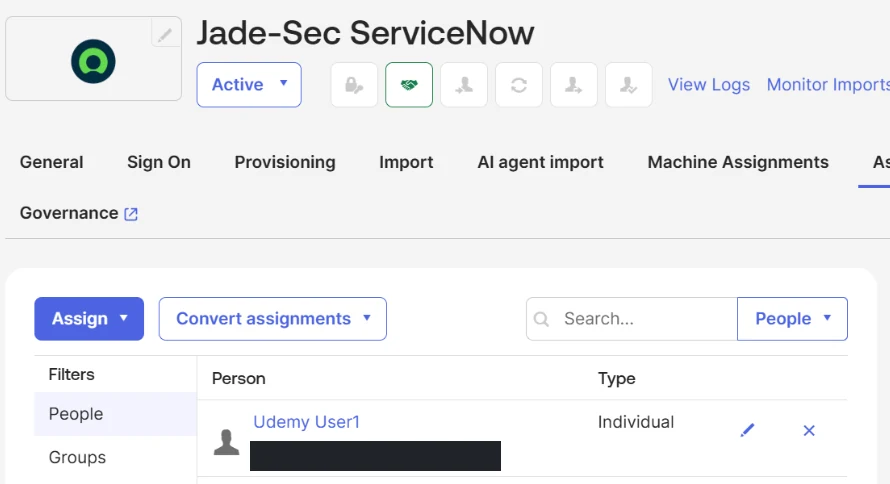 Jade-Sec ServiceNow
Active
View Logs Monitor Imports
General Sign On Provisioning Import AI agent import Machine Assignments As
Governance
Assign Convert assignments Search... People
Filters Person Type
People Udemy User1 Individual
Groups